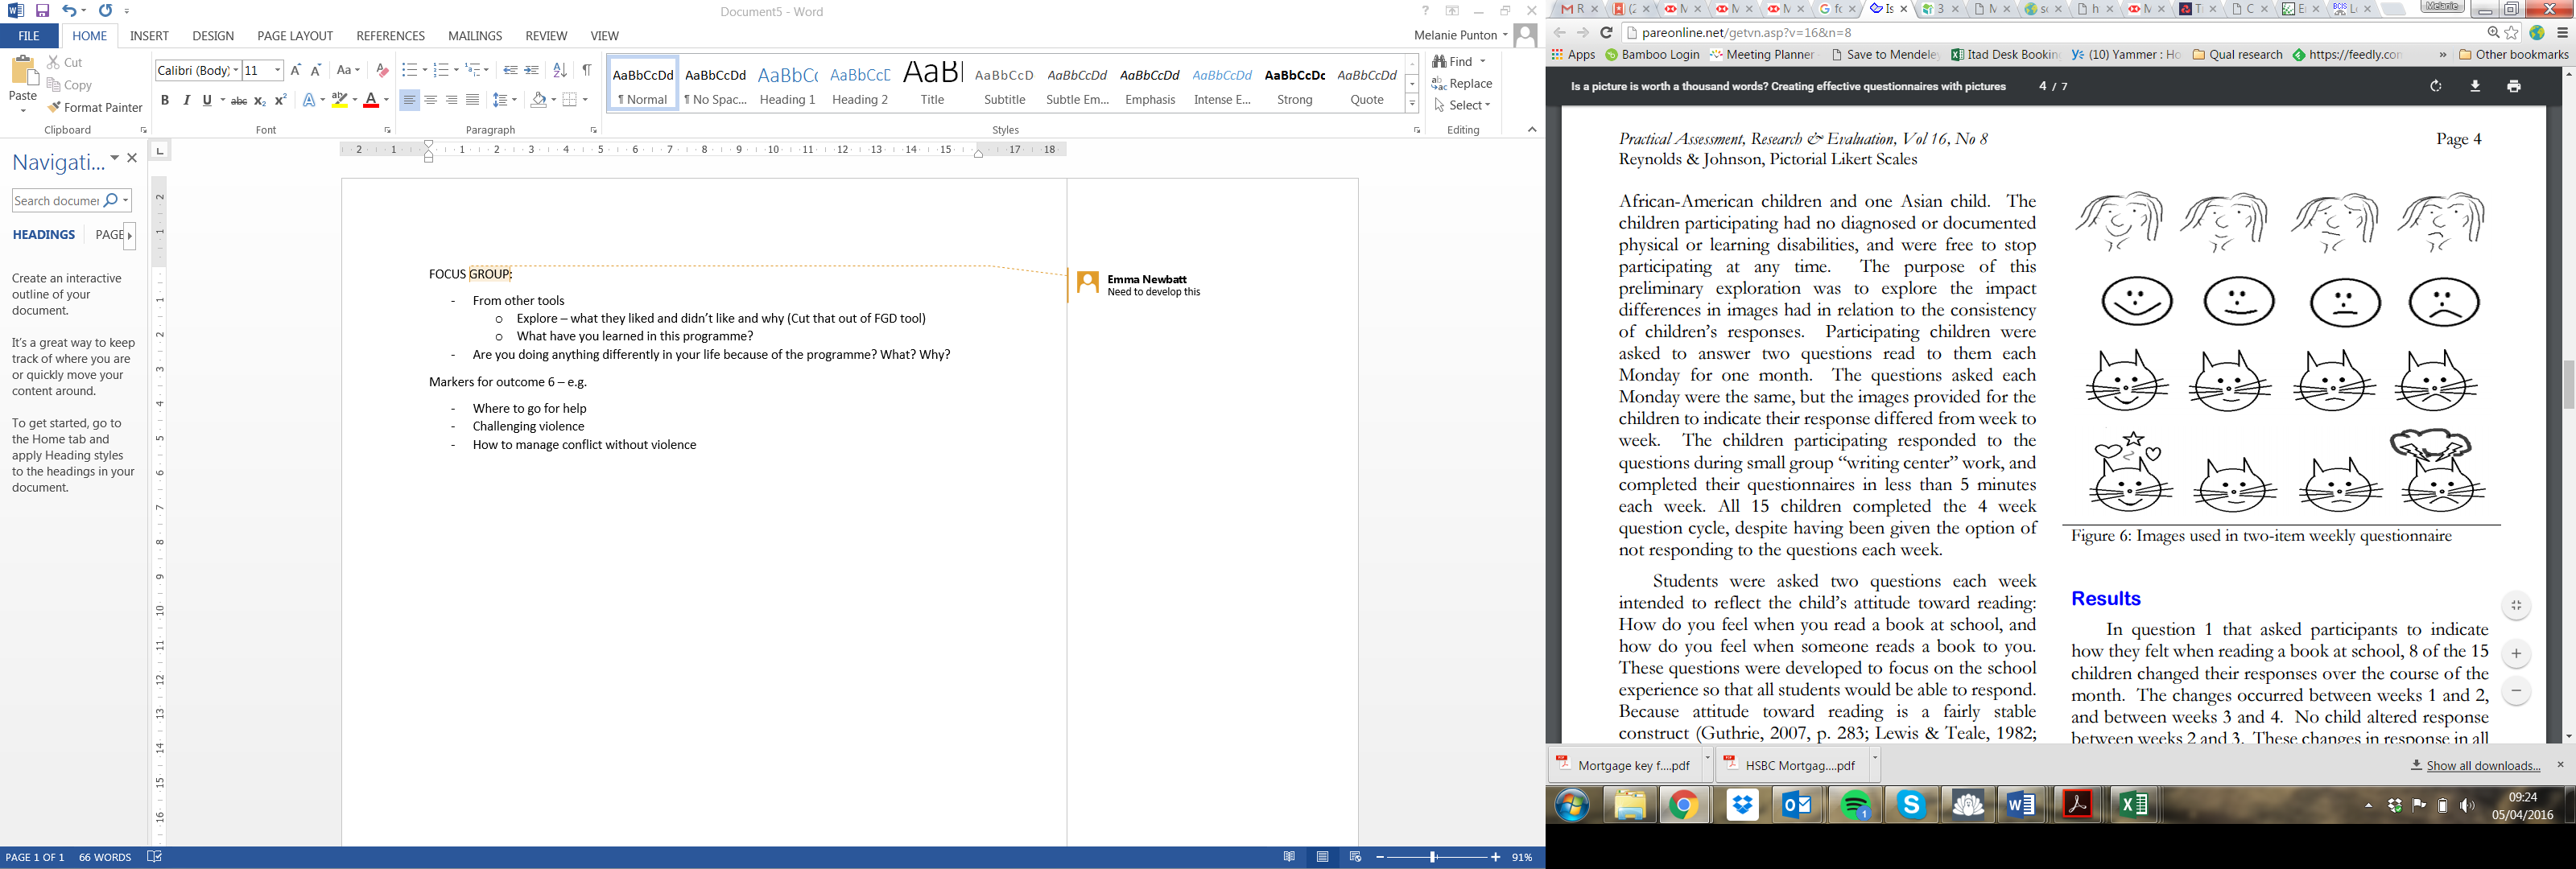 Document5 - Word
FILE
HOME
INSERT
DESIGN
PAGE LAYOUT
REFERENCES
MAILINGS
REVIEW
VIEW
Melanie Punton
Paste
Cut
Copy
Format Painter
Clipboard
Calibri (Body)
11
Font
Paragraph
AaBbCcDd
¶ Normal
AaBbCcDd
¶ No Spac...
AaBbCc
Heading 1
AaBbCcD
Heading 2
AaBl
Title
AaBbCcD
Subtitle
AaBbCcDd
Subtle Em...
AaBbCcDd
Emphasis
AaBbCcDd
Intense E...
AaBbCcDc
Strong
AaBbCcDd
Quote
Styles
Find
Replace
Select
Editing
Navigati...
HEADINGS
PAGE
Create an interactive
outline of your
document.
It's a great way to keep
track of where you are
or quickly move your
content around.
To get started, go to
the Home tab and
apply Heading styles
to the headings in your
document.
FOCUS GROUP:
- From other tools
o Explore – what they liked and didn't like and why (Cut that out of FGD tool)
o What have you learned in this programme?
- Are you doing anything differently in your life because of the programme? What? Why?
Markers for outcome 6 – e.g.
- Where to go for help
- Challenging violence
- How to manage conflict without violence
Emma Newbatt
Need to develop this
PAGE 1 OF 1
66 WORDS
91%
Melanie
pareonline.net/getvn.asp?v=16&n=8
Apps
Bamboo Login
Meeting Planner
Save to Mendeley
Itad Desk Booking
(10) Yammer : Ho
Qual research
https://feedly.com
»
Other bookmarks
Is a picture is worth a thousand words? Creating effective questionnaires with pictures
4 / 7
Practical Assessment, Research & Evaluation, Vol 16, No 8
Page 4
Reynolds & Johnson, Pictorial Likert Scales
African-American children and one Asian child. The
children participating had no diagnosed or documented
physical or learning disabilities, and were free to stop
participating at any time. The purpose of this
preliminary exploration was to explore the impact
differences in images had in relation to the consistency
of children's responses. Participating children were
asked to answer two questions read to them each
Monday for one month. The questions asked each
Monday were the same, but the images provided for the
children to indicate their response differed from week to
week. The children participating responded to the
questions during small group "writing center" work, and
completed their questionnaires in less than 5 minutes
each week. All 15 children completed the 4 week
question cycle, despite having been given the option of
not responding to the questions each week.
Students were asked two questions each week
intended to reflect the child's attitude toward reading:
How do you feel when you read a book at school, and
how do you feel when someone reads a book to you.
These questions were developed to focus on the school
experience so that all students would be able to respond.
Because attitude toward reading is a fairly stable
construct (Guthrie, 2007, p. 283; Lewis & Teale, 1982;
Figure 6: Images used in two-item weekly questionnaire
Results
In question 1 that asked participants to indicate
how they felt when reading a book at school, 8 of the 15
children changed their responses over the course of the
month. The changes occurred between weeks 1 and 2,
and between weeks 3 and 4. No child altered response
between weeks 2 and 3. These changes in response in all
Mortgage key f....pdf
HSBC Mortgag....pdf
Show all downloads...
09:24
05/04/2016